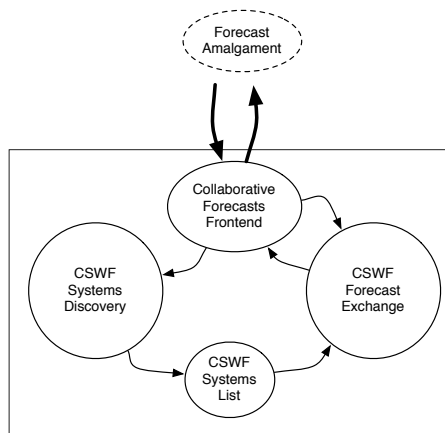 Forecast
Amalgament
Collaborative
Forecasts
Frontend
CSWF
Systems
Discovery
CSWF
Forecast
Exchange
CSWF
Systems
List